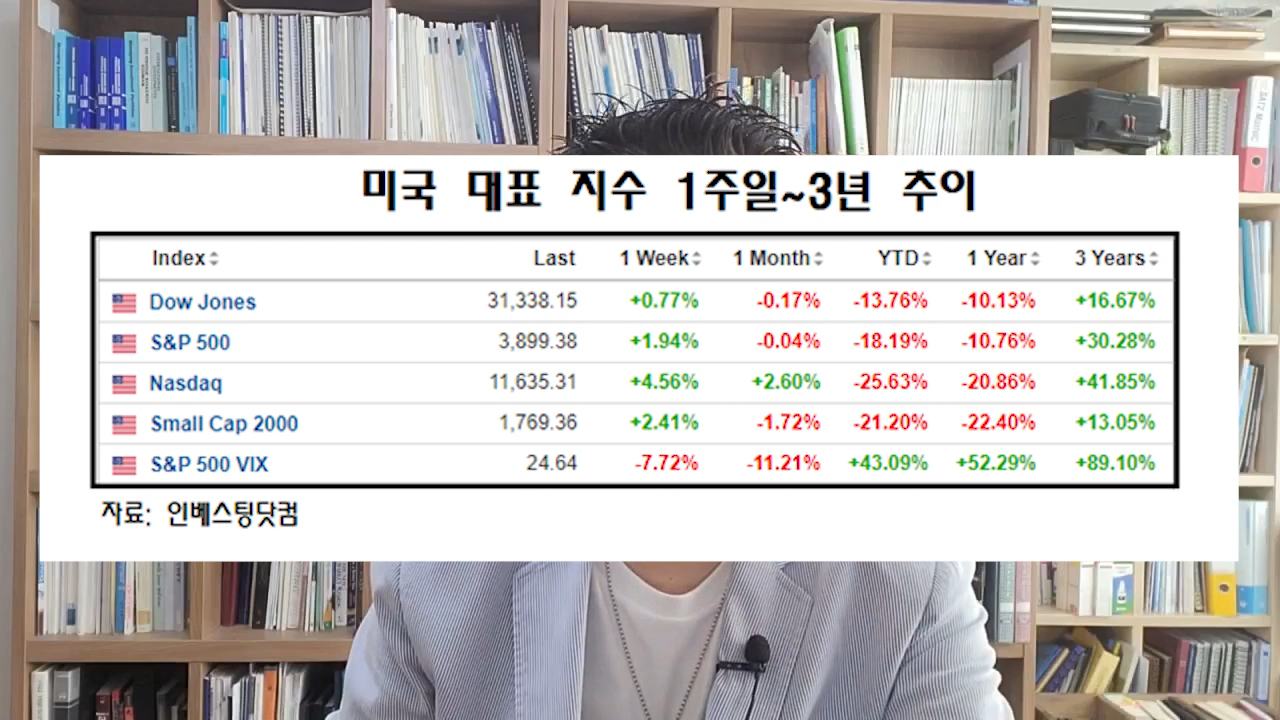 미국 대표 지수 1주일~3년 추이
Index Last 1 Week 1 Month YTD 1 Year 3 Years
Dow Jones 31,338.15 +0.77% -0.17% -13.76% -10.13% +16.67%
S&P 500 3,899.38 +1.94% -0.04% -18.19% -10.76% +30.28%
Nasdaq 11,635.31 +4.56% +2.60% -25.63% -20.86% +41.85%
Small Cap 2000 1,769.36 +2.41% -1.72% -21.20% -22.40% +13.05%
S&P 500 VIX 24.64 -7.72% -11.21% +43.09% +52.29% +89.10%
자료: 인베스팅닷컴